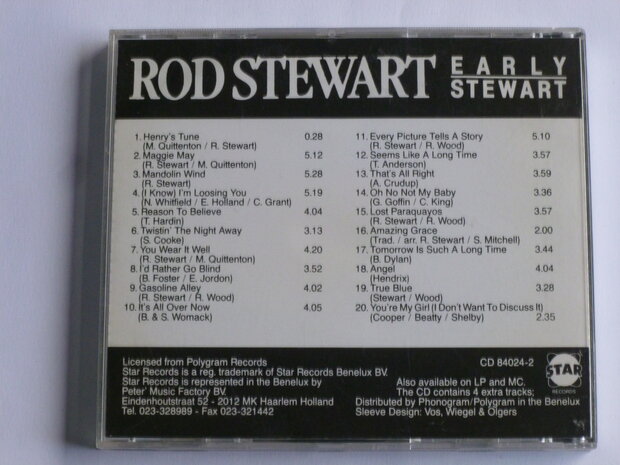 ROD STEWART
EARLY
STEWART
1. Henry's Tune 0.28
(M. Quittenton / R. Stewart)
2. Maggie May 5.12
(R. Stewart / M. Quittenton)
3. Mandolin Wind 5.28
(R. Stewart)
4. (I Know) I'm Loosing You 5.19
(N. Whitfield / E. Holland / C. Grant)
5. Reason To Believe 4.04
(T. Hardin)
6. Twistin' The Night Away 3.13
(S. Cooke)
7. You Wear It Well 4.20
(R. Stewart / M. Quittenton)
8. I'd Rather Go Blind 3.52
(B. Foster / E. Jordon)
9. Gasoline Alley 4.02
(R. Stewart / R. Wood)
10. It's All Over Now 4.05
(B. & S. Womack)
11. Every Picture Tells A Story 5.10
(R. Stewart / R. Wood)
12. Seems Like A Long Time 3.57
(T. Anderson)
13. That's All Right 3.59
(A. Crudup)
14. Oh No Not My Baby 3.36
(G. Goffin / C. King)
15. Lost Paraquayos 3.57
(R. Stewart / R. Wood)
16. Amazing Grace 2.00
(Trad. / arr. R. Stewart / S. Mitchell)
17. Tomorrow Is Such A Long Time 3.44
(B. Dylan)
18. Angel 4.04
(Hendrix)
19. True Blue 3.28
(Stewart / Wood)
20. You're My Girl (I Don't Want To Discuss It)
(Cooper / Beatty / Shelby) 2.35
Licensed from Polygram Records
Star Records is a reg. trademark of Star Records Benelux BV.
Star Records is represented in the Benelux by
Peter' Music Factory BV.
Eindenhoutstraat 52 - 2012 MK Haarlem Holland
Tel. 023-328989 - Fax 023-321442
CD 84024-2
Also available on LP and MC.
The CD contains 4 extra tracks;
Distributed by Phonogram/Polygram in the Benelux
Sleeve Design: Vos, Wiegel & Olgers
STAR
RECORDS